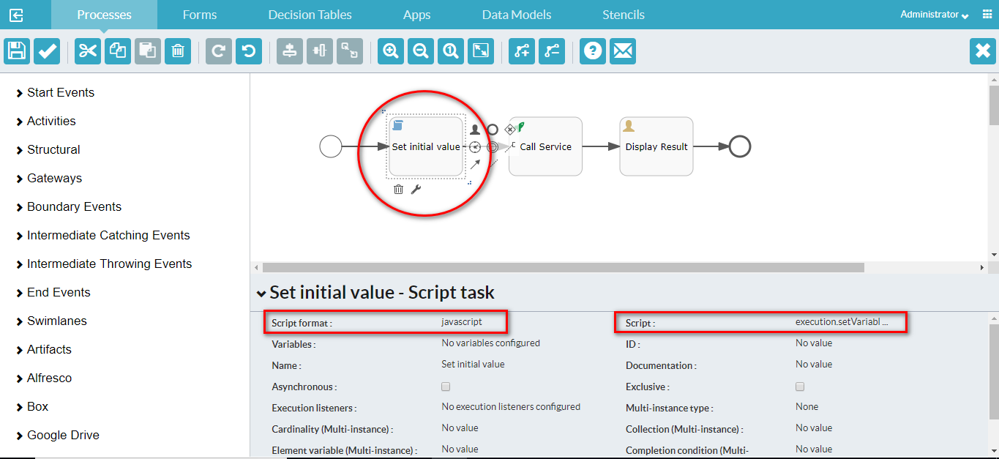 Processes Forms Decision Tables Apps Data Models Stencils Administrator
Start Events
Activities
Structural
Gateways
Boundary Events
Intermediate Catching Events
Intermediate Throwing Events
End Events
Swimlanes
Artifacts
Alfresco
Box
Google Drive
Set initial value
Call Service
Display Result
Set initial value - Script task
Script format : javascript
Script : execution.setVariabl ...
Variables : No variables configured
ID : No value
Name : Set initial value
Documentation : No value
Asynchronous :
Exclusive :
Execution listeners : No execution listeners configured
Multi-instance type : None
Cardinality (Multi-instance) : No value
Collection (Multi-instance) : No value
Element variable (Multi-instance) : No value
Completion condition (Multi- No value